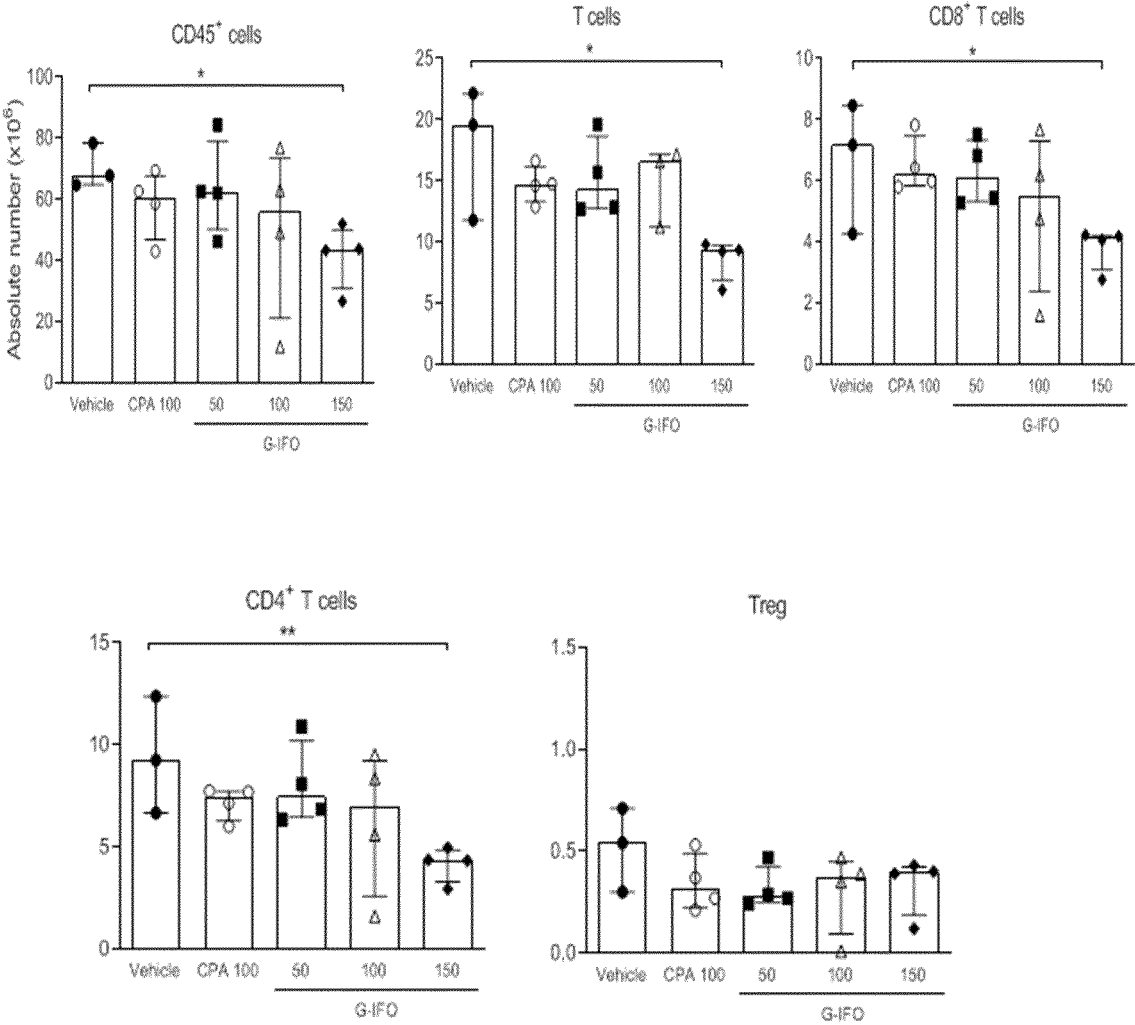 CD45+ cells
T cells
CD8+ T cells
Absolute number (x10⁶)
*
100
80
60
40
20
0
Vehicle CPA 100 50 100 150
G-IFO
*
25
20
15
10
5
0
Vehicle CPA 100 50 100 150
G-IFO
*
10
8
6
4
2
0
Vehicle CPA 100 50 100 150
G-IFO
CD4+ T cells
Treg
**
15
10
5
0
Vehicle CPA 100 50 100 150
G-IFO
1.5
1.0
0.5
0.0
Vehicle CPA 100 50 100 150
G-IFO